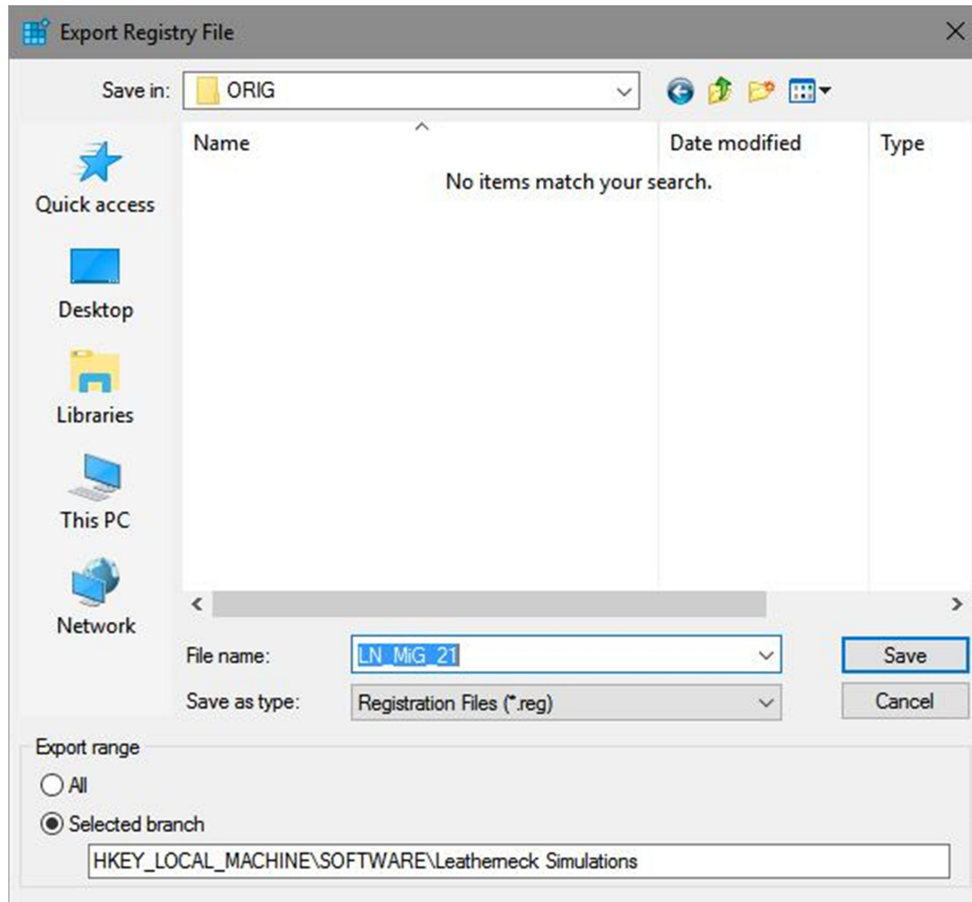 Export Registry File
Save in: ORIG
Name Date modified Type
No items match your search.
Quick access
Desktop
Libraries
This PC
Network
File name: LN_MiG_21 Save
Save as type: Registration Files (*.reg) Cancel
Export range
All
Selected branch
HKEY_LOCAL_MACHINE\SOFTWARE\Leatherneck Simulations